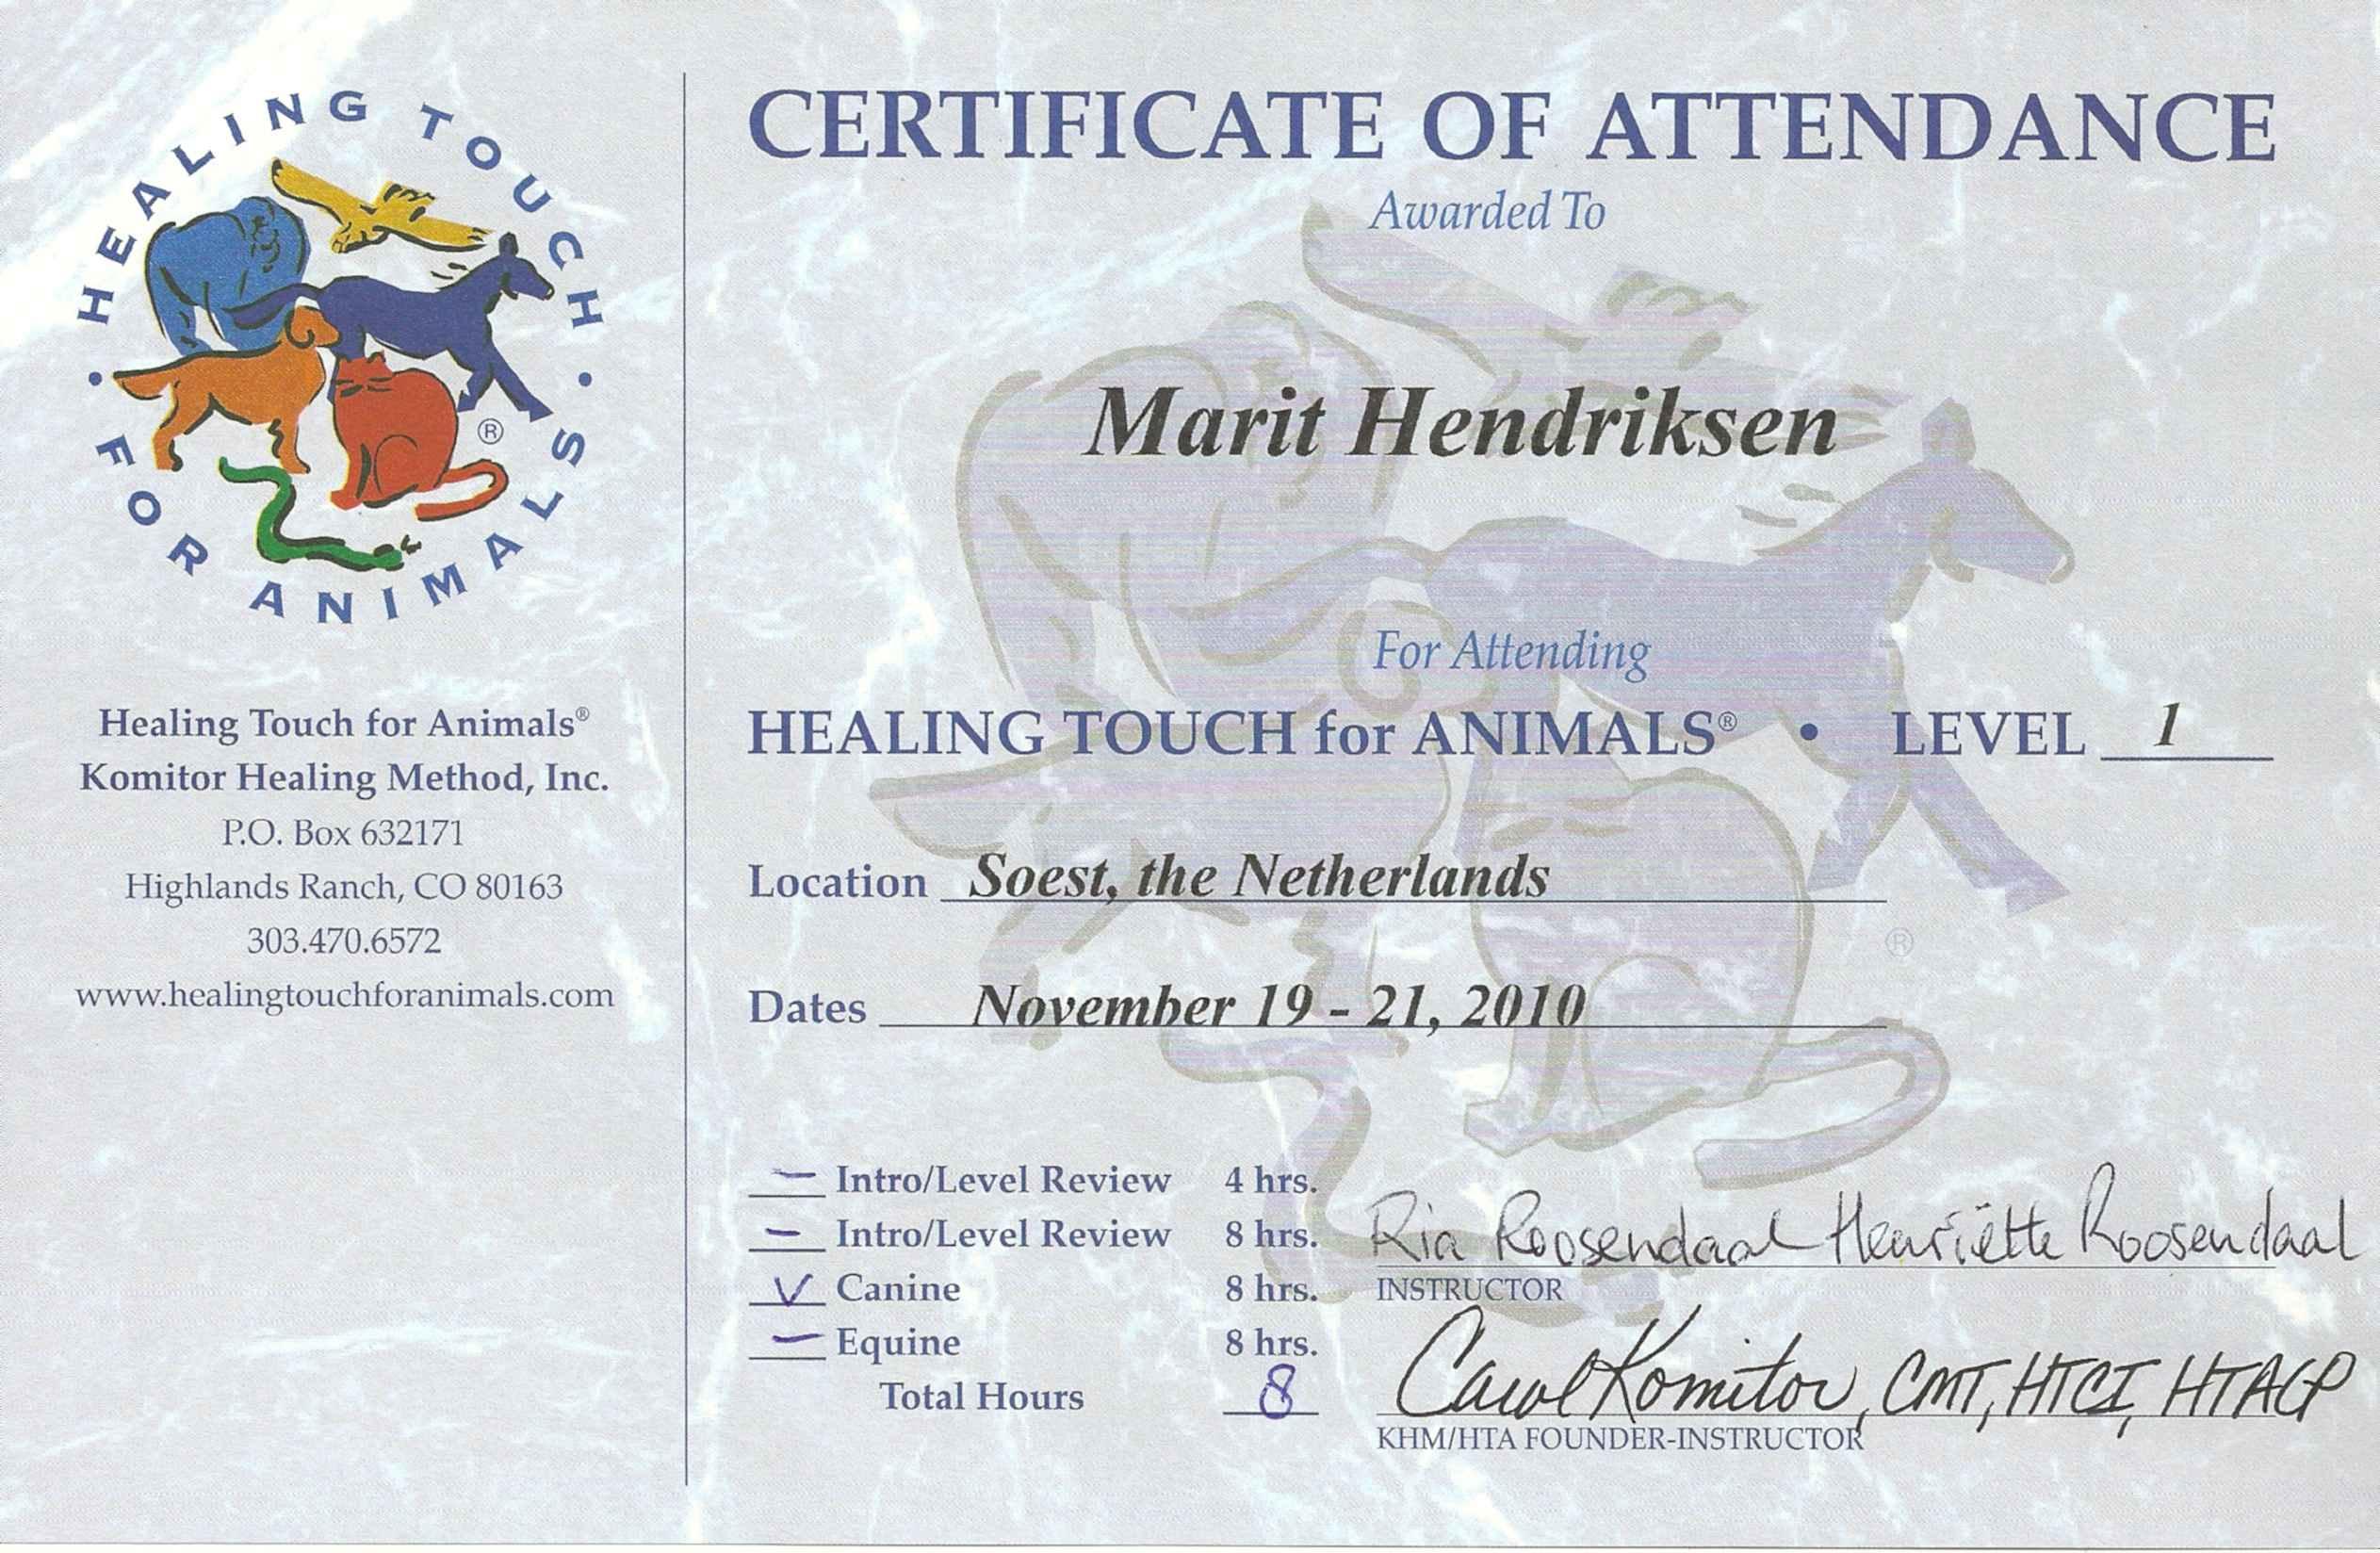 • HEALING TOUCH •
FOR ANIMALS
®
Healing Touch for Animals®
Komitor Healing Method, Inc.
P.O. Box 632171
Highlands Ranch, CO 80163
303.470.6572
www.healingtouchforanimals.com
CERTIFICATE OF ATTENDANCE
Awarded To
Marit Hendriksen
For Attending
HEALING TOUCH for ANIMALS® • LEVEL 1
Location Soest, the Netherlands
®
Dates November 19 - 21, 2010
– Intro/Level Review 4 hrs.
– Intro/Level Review 8 hrs.
V Canine 8 hrs.
– Equine 8 hrs.
Total Hours 8
Ria Roosendaal Henriëtte Roosendaal
INSTRUCTOR
Carol Komitor, CMT, HTCI, HTACP
KHM/HTA FOUNDER-INSTRUCTOR